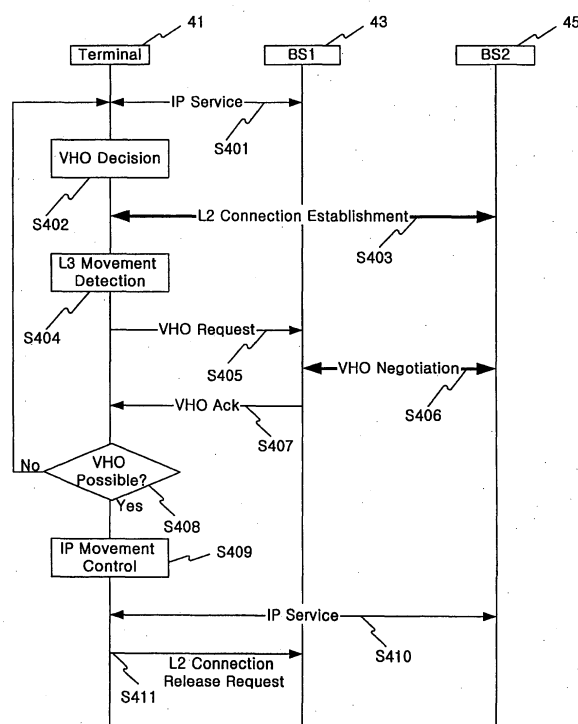 41
43
45
Terminal
BS1
BS2
IP Service
S401
VHO Decision
S402
L2 Connection Establishment
S403
L3 Movement
Detection
S404
VHO Request
S405
VHO Negotiation
S406
VHO Ack
S407
No
VHO
Possible?
Yes
S408
IP Movement
Control
S409
IP Service
S410
L2 Connection
Release Request
S411